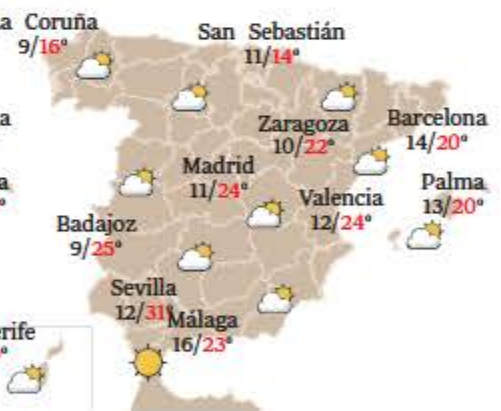 a Coruña
9/16°
San Sebastián
11/14°
a
Zaragoza
10/22°
Barcelona
14/20°
Madrid
11/24°
a
°
Valencia
12/24°
Palma
13/20°
Badajoz
9/25°
Sevilla
12/31°
Málaga
16/23°
erife
°